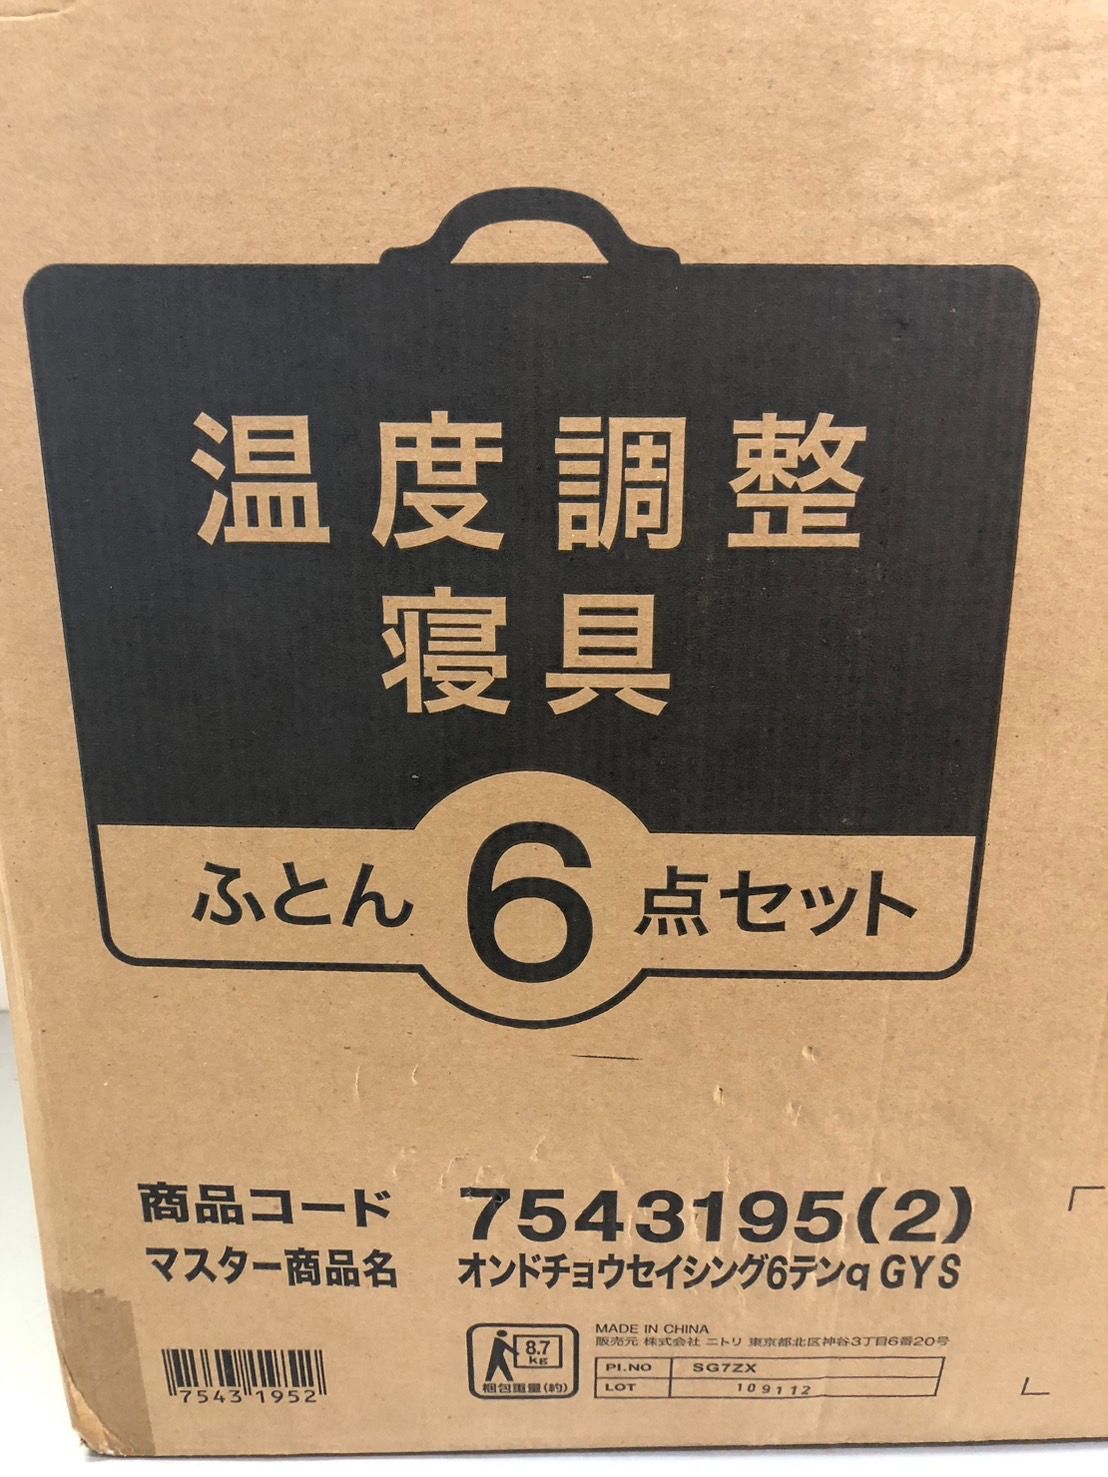 温度調整
寝具
ふとん 6 点セット
商品コード 7543195(2)
マスター商品名 オンドチョウセイシング6テンq GY S
7543 1952
8.7
kg
梱包重量(約)
MADE IN CHINA
販売元 株式会社 ニトリ 東京都北区神谷3丁目6番20号
PI.NO SG7ZX
LOT 109112